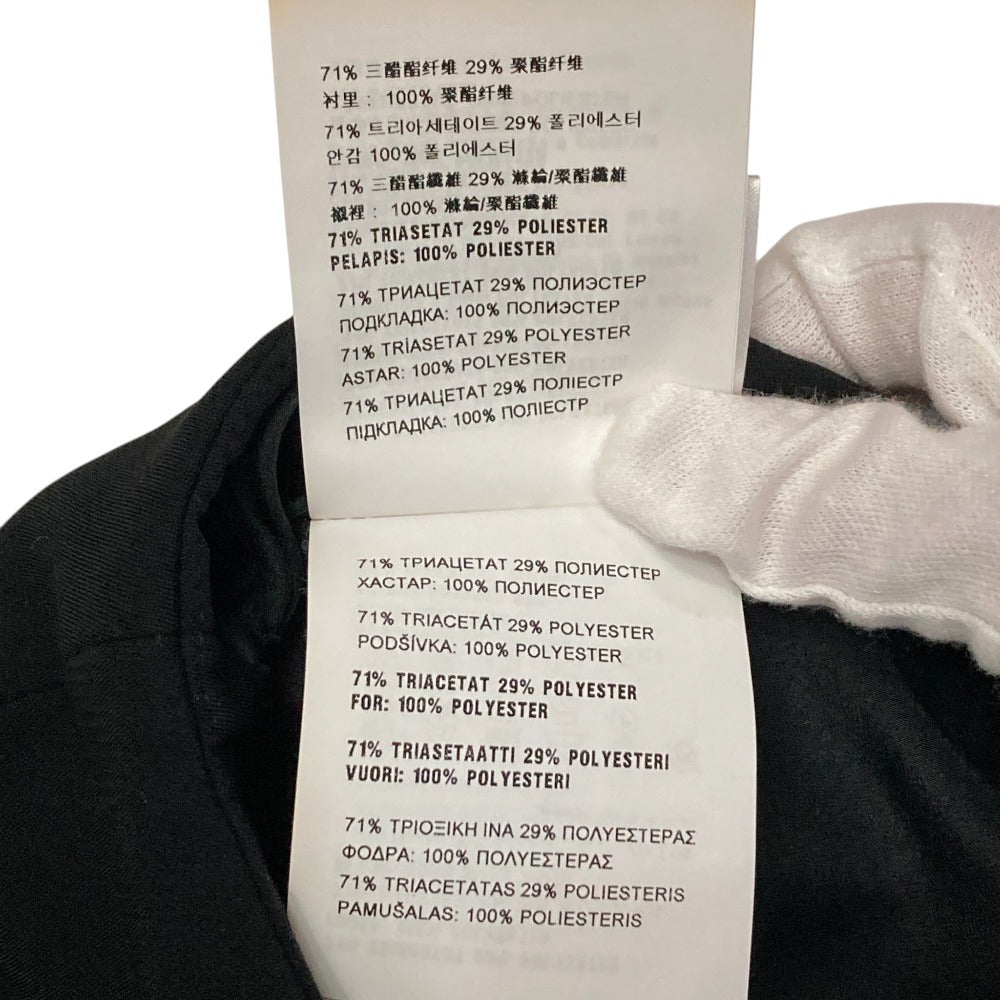 71% 三醋酯纤维 29% 聚酯纤维
衬里： 100% 聚酯纤维
71% 트리아세테이트 29% 폴리에스터
안감 100% 폴리에스터
71% 三醋酯纖維 29% 滌綸/聚酯纖維
襯裡： 100% 滌綸/聚酯纖維
71% TRIASETAT 29% POLIESTER
PELAPIS: 100% POLIESTER
71% ТРИАЦЕТАТ 29% ПОЛИЭСТЕР
ПОДКЛАДКА: 100% ПОЛИЭСТЕР
71% TRİASETAT 29% POLYESTER
ASTAR: 100% POLYESTER
71% ТРІАЦЕТАТ 29% ПОЛІЕСТР
ПІДКЛАДКА: 100% ПОЛІЕСТР
71% ТРИАЦЕТАТ 29% ПОЛИЕСТЕР
ХАСТАР: 100% ПОЛИЕСТЕР
71% TRIACETÁT 29% POLYESTER
PODŠÍVKA: 100% POLYESTER
71% TRIACETAT 29% POLYESTER
FOR: 100% POLYESTER
71% TRIASETAATTI 29% POLYESTERI
VUORI: 100% POLYESTERI
71% ΤΡΙΟΞΙΚΗ ΙΝΑ 29% ΠΟΛΥΕΣΤΕΡΑΣ
ΦΟΔΡΑ: 100% ΠΟΛΥΕΣΤΕΡΑΣ
71% TRIACETATAS 29% POLIESTERIS
PAMUŠALAS: 100% POLIESTERIS